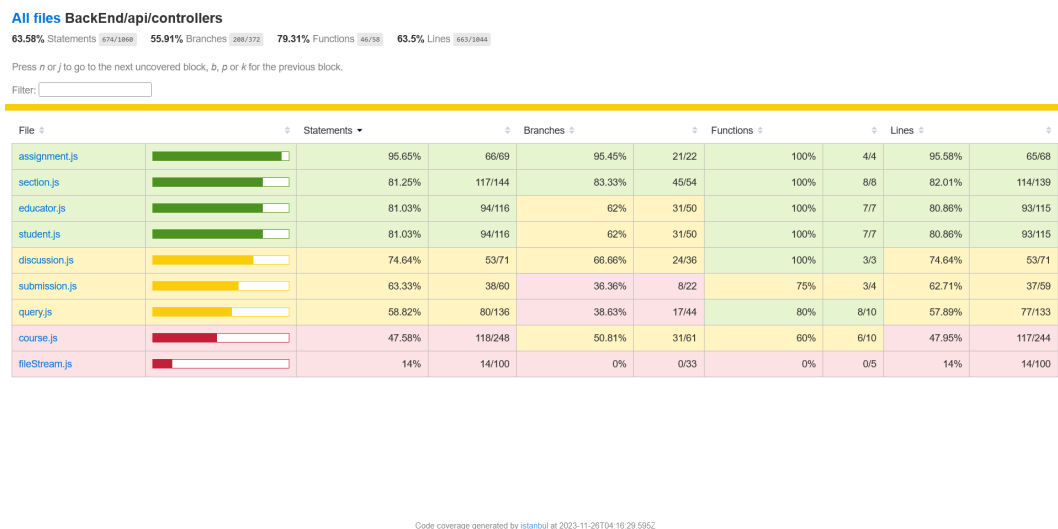 All files BackEnd/api/controllers
63.58% Statements 674/1060 55.91% Branches 208/372 79.31% Functions 46/58 63.5% Lines 663/1044
Press n or j to go to the next uncovered block, b, p or k for the previous block.
Filter:
File Statements Branches Functions Lines
assignment.js 95.65% 66/69 95.45% 21/22 100% 4/4 95.58% 65/68
section.js 81.25% 117/144 83.33% 45/54 100% 8/8 82.01% 114/139
educator.js 81.03% 94/116 62% 31/50 100% 7/7 80.86% 93/115
student.js 81.03% 94/116 62% 31/50 100% 7/7 80.86% 93/115
discussion.js 74.64% 53/71 66.66% 24/36 100% 3/3 74.64% 53/71
submission.js 63.33% 38/60 36.36% 8/22 75% 3/4 62.71% 37/59
query.js 58.82% 80/136 38.63% 17/44 80% 8/10 57.89% 77/133
course.js 47.58% 118/248 50.81% 31/61 60% 6/10 47.95% 117/244
fileStream.js 14% 14/100 0% 0/33 0% 0/5 14% 14/100
Code coverage generated by istanbul at 2023-11-26T04:16:29.595Z